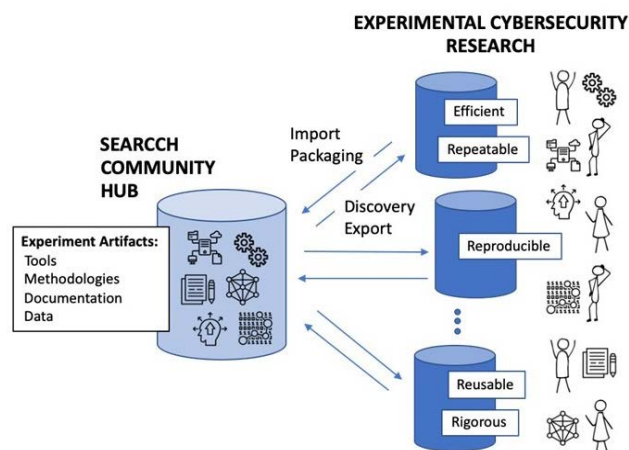 EXPERIMENTAL CYBERSECURITY
RESEARCH
SEARCCH
COMMUNITY
HUB
Import
Packaging
Discovery
Export
Experiment Artifacts:
Tools
Methodologies
Documentation
Data
Efficient
Repeatable
Reproducible
Reusable
Rigorous